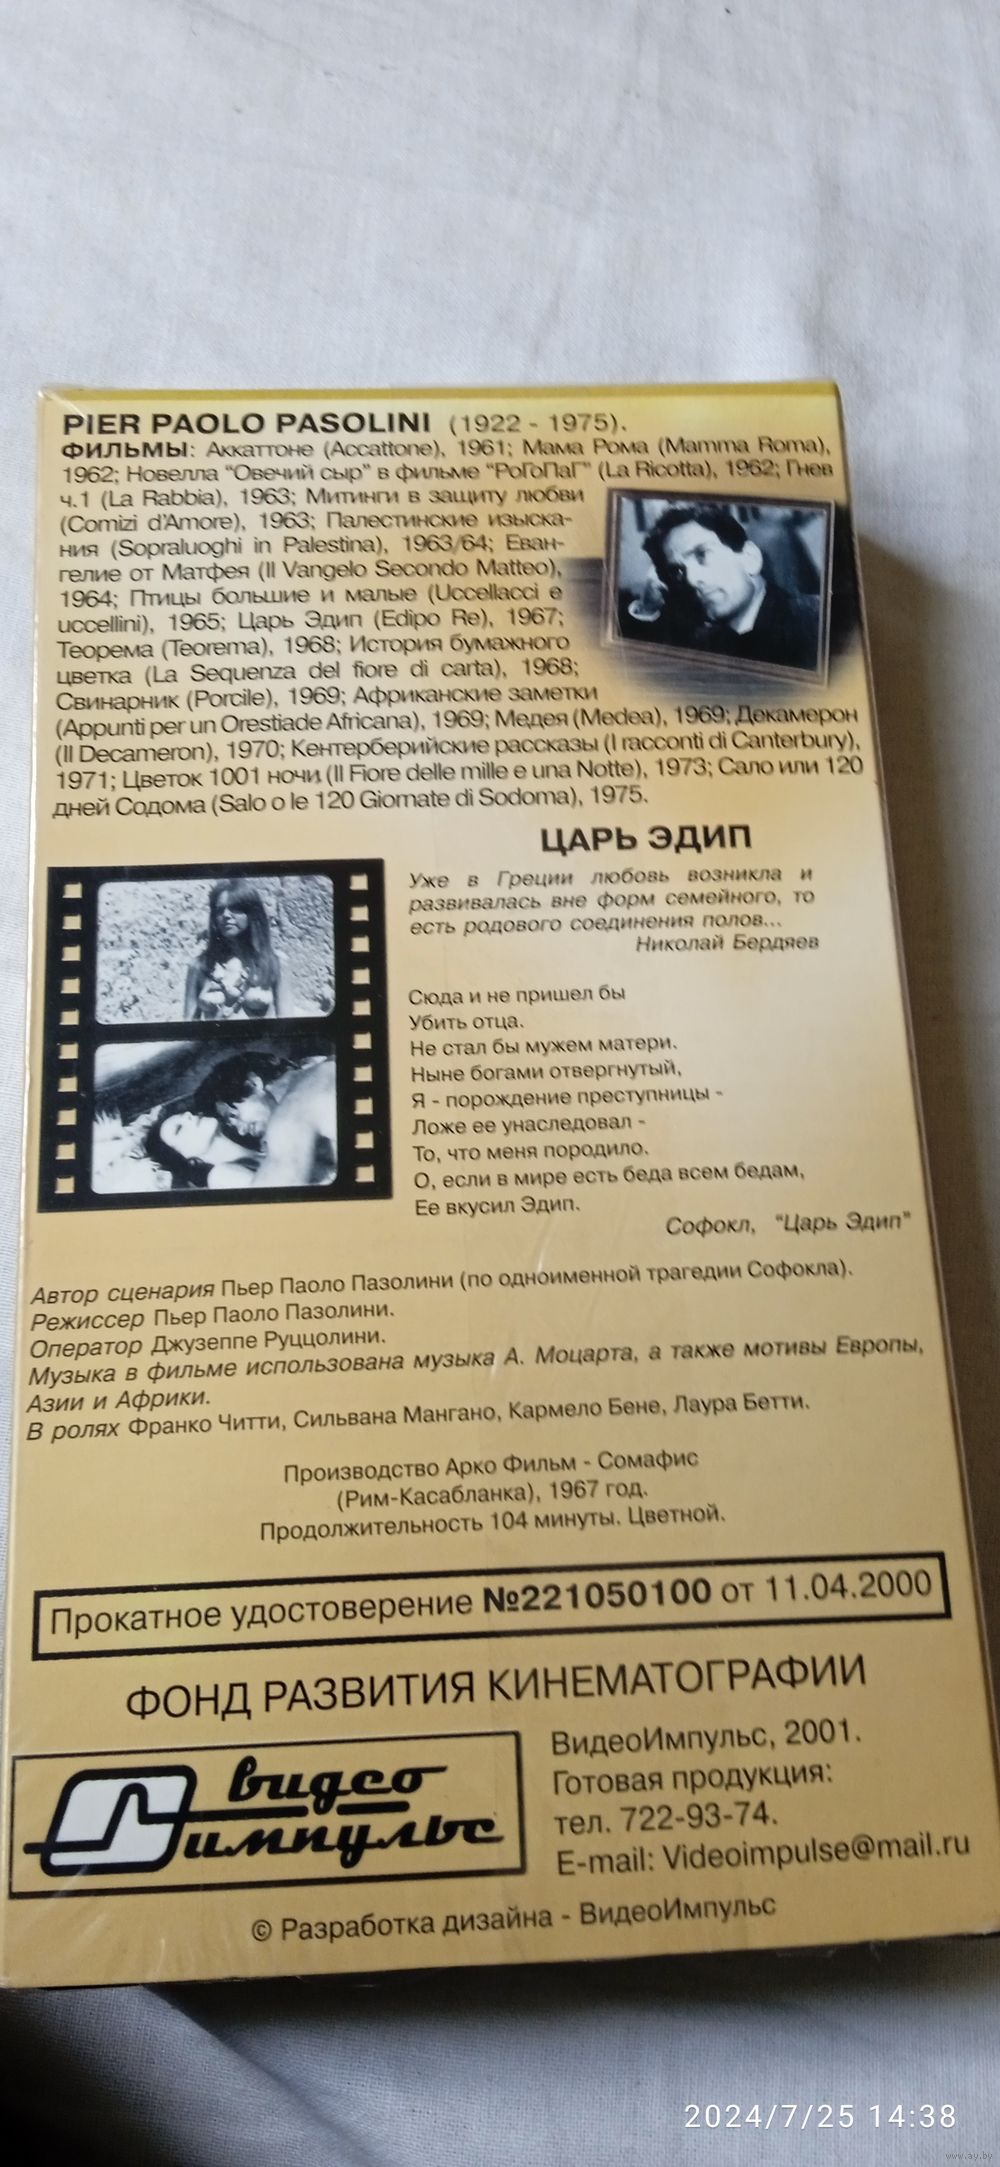 PIER PAOLO PASOLINI (1922 - 1975).
ФИЛЬМЫ: Аккаттоне (Accattone), 1961; Мама Рома (Mamma Roma),
1962; Новелла “Овечий сыр” в фильме “РоГоПаГ” (La Ricotta), 1962; Гнев
ч.1 (La Rabbia), 1963; Митинги в защиту любви
(Comizi d'Amore), 1963; Палестинские изыска-
ния (Sopraluoghi in Palestina), 1963/64; Еван-
гелие от Матфея (Il Vangelo Secondo Matteo),
1964; Птицы большие и малые (Uccellacci e
uccellini), 1965; Царь Эдип (Edipo Re), 1967;
Теорема (Teorema), 1968; История бумажного
цветка (La Sequenza del fiore di carta), 1968;
Свинарник (Porcile), 1969; Африканские заметки
(Appunti per un Orestiade Africana), 1969; Медея (Medea), 1969; Декамерон
(Il Decameron), 1970; Кентерберийские рассказы (I racconti di Canterbury),
1971; Цветок 1001 ночи (Il Fiore delle mille e una Notte), 1973; Сало или 120
дней Содома (Salo o le 120 Giornate di Sodoma), 1975.
ЦАРЬ ЭДИП
Уже в Греции любовь возникла и
развивалась вне форм семейного, то
есть родового соединения полов...
Николай Бердяев
Сюда и не пришел бы
Убить отца.
Не стал бы мужем матери.
Ныне богами отвергнутый,
Я - порождение преступницы -
Ложе ее унаследовал -
То, что меня породило.
О, если в мире есть беда всем бедам,
Ее вкусил Эдип.
Софокл, “Царь Эдип”
Автор сценария Пьер Паоло Пазолини (по одноименной трагедии Софокла).
Режиссер Пьер Паоло Пазолини.
Оператор Джузеппе Руццолини.
Музыка в фильме использована музыка А. Моцарта, а также мотивы Европы,
Азии и Африки.
В ролях Франко Читти, Сильвана Мангано, Кармело Бене, Лаура Бетти.
Производство Арко Фильм - Сомафис
(Рим-Касабланка), 1967 год.
Продолжительность 104 минуты. Цветной.
Прокатное удостоверение №221050100 от 11.04.2000
ФОНД РАЗВИТИЯ КИНЕМАТОГРАФИИ
видео
импульс
ВидеоИмпульс, 2001.
Готовая продукция:
тел. 722-93-74.
E-mail: Videoimpulse@mail.ru
© Разработка дизайна - ВидеоИмпульс
2024/7/25 14:38
www.ay.by